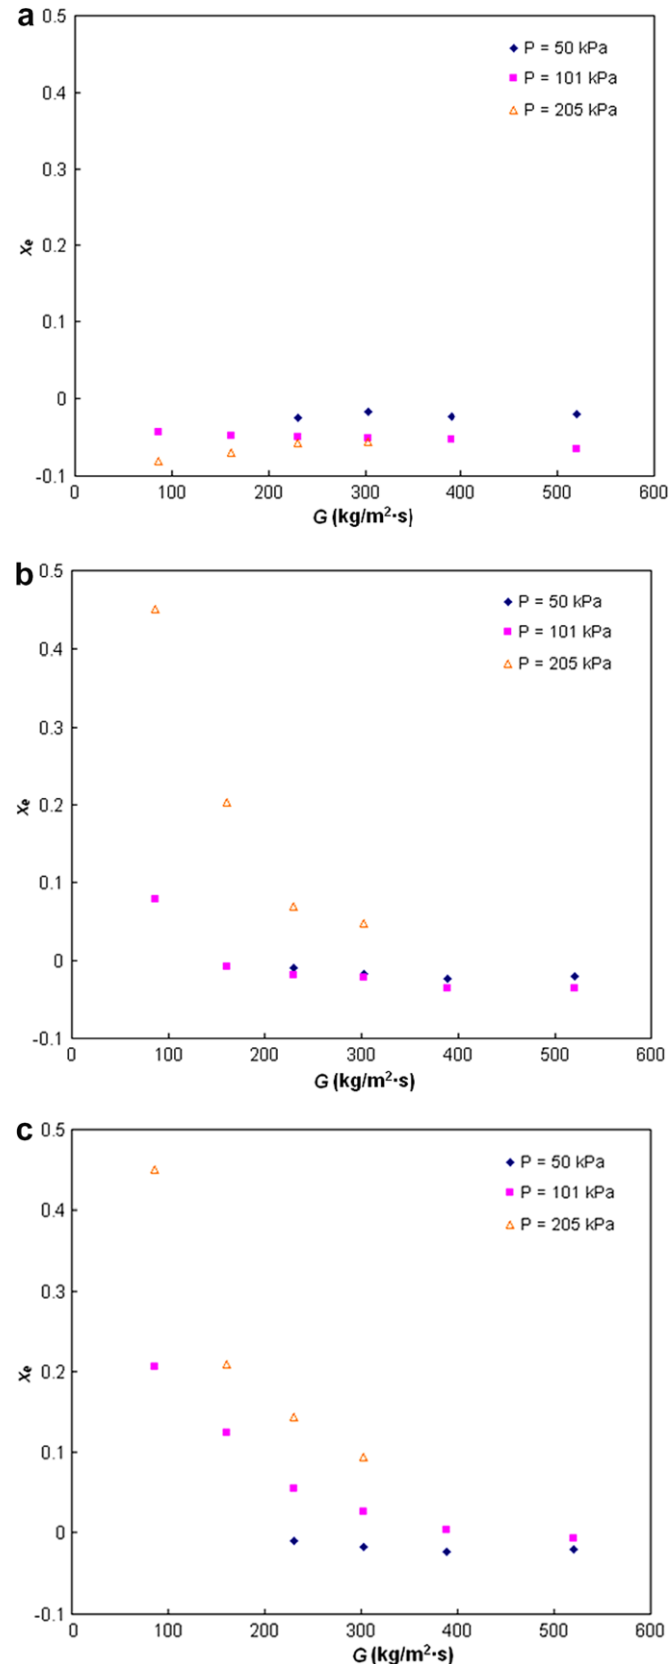 a
0.5
0.4
0.3
0.2
0.1
0
-0.1
xe
P = 50 kPa
P = 101 kPa
P = 205 kPa
0 100 200 300 400 500 600
G (kg/m²·s)
b
0.5
0.4
0.3
0.2
0.1
0
-0.1
xe
P = 50 kPa
P = 101 kPa
P = 205 kPa
0 100 200 300 400 500 600
G (kg/m²·s)
c
0.5
0.4
0.3
0.2
0.1
0
-0.1
xe
P = 50 kPa
P = 101 kPa
P = 205 kPa
0 100 200 300 400 500 600
G (kg/m²·s)